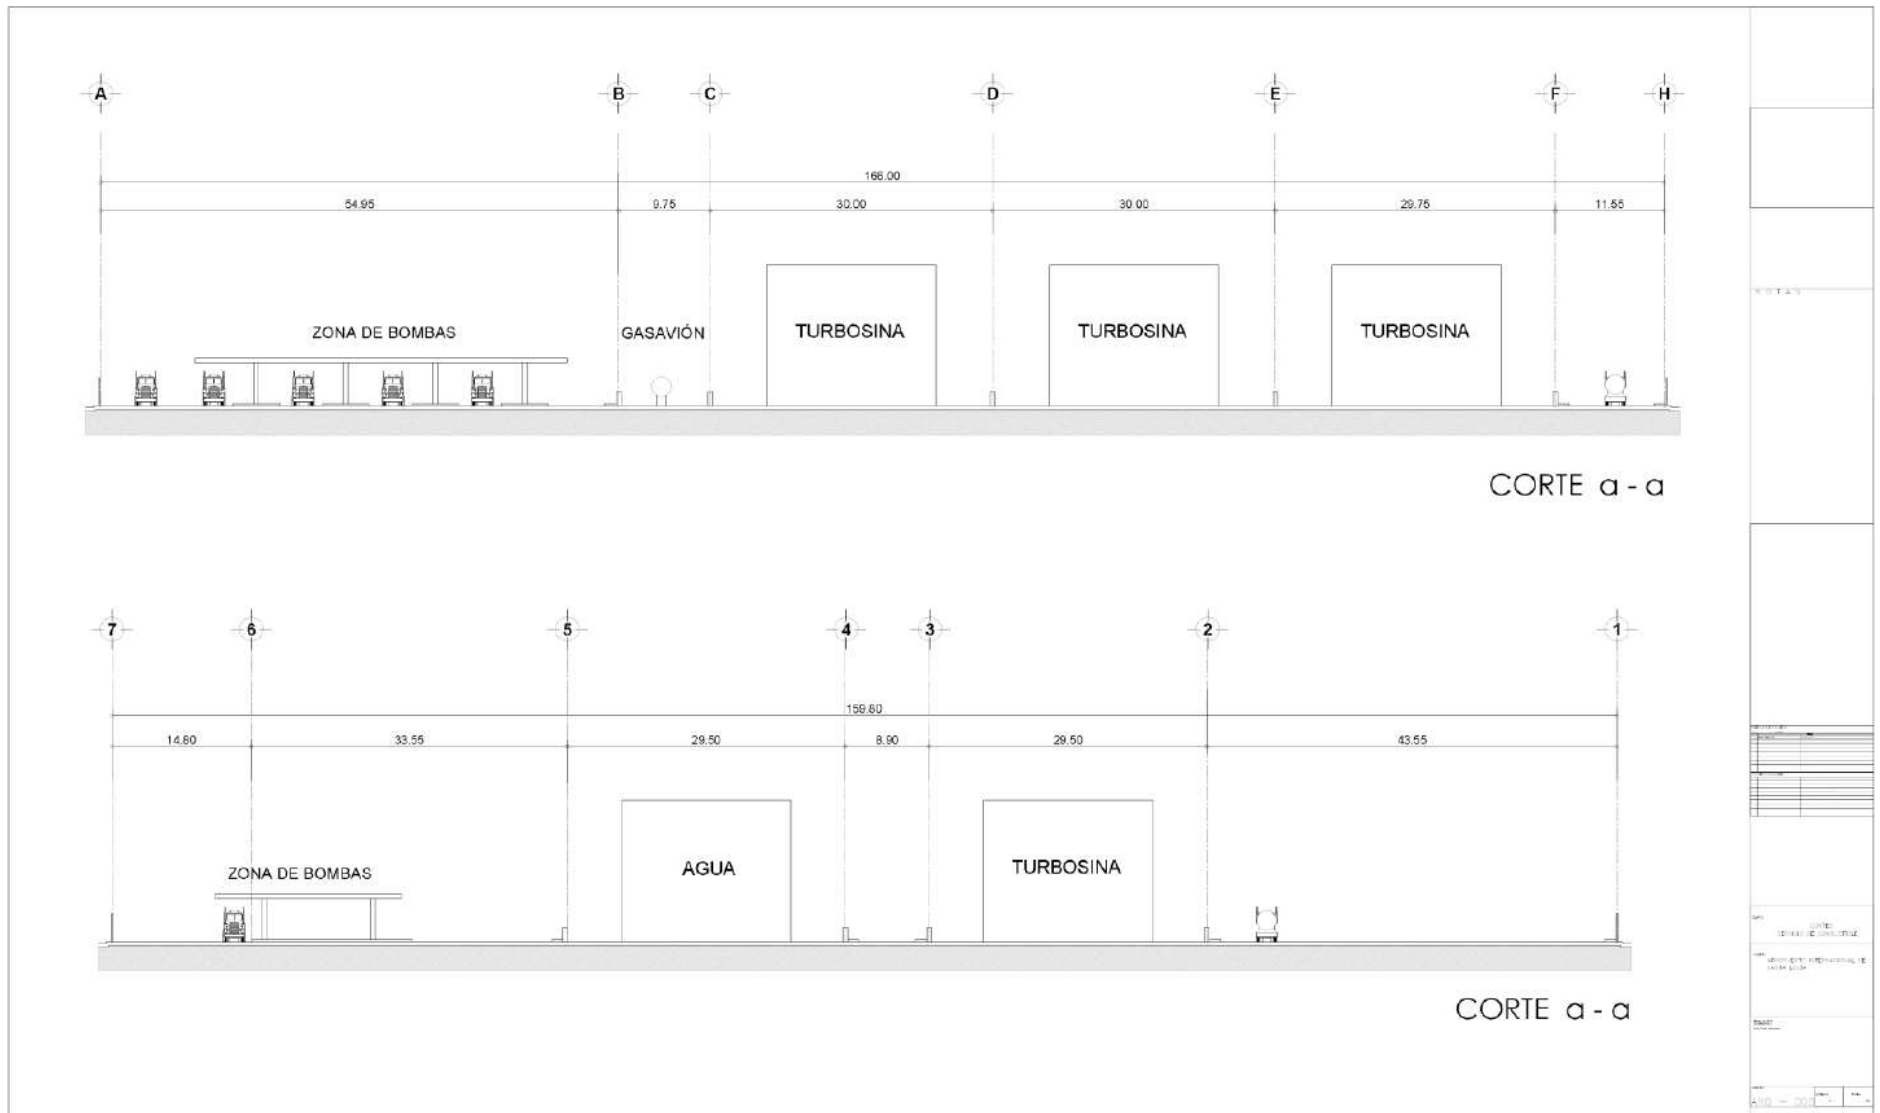 A B C D E F H
166.00
54.95 9.75 30.00 30.00 29.75 11.55
ZONA DE BOMBAS GASAVIÓN TURBOSINA TURBOSINA TURBOSINA
CORTE a - a
7 6 5 4 3 2 1
159.80
14.80 33.55 29.50 8.90 29.50 43.55
ZONA DE BOMBAS AGUA TURBOSINA
CORTE a - a
NOTAS